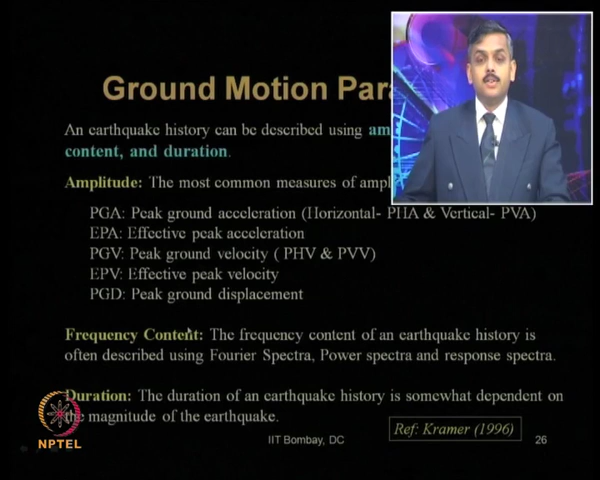 Ground Motion Par
An earthquake history can be described using am
content, and duration.
Amplitude: The most common measures of ampl
PGA: Peak ground acceleration (Horizontal- PHA & Vertical- PVA)
EPA: Effective peak acceleration
PGV: Peak ground velocity ( PHV & PVV)
EPV: Effective peak velocity
PGD: Peak ground displacement
Frequency Content: The frequency content of an earthquake history is
often described using Fourier Spectra, Power spectra and response spectra.
Duration: The duration of an earthquake history is somewhat dependent on
the magnitude of the earthquake.
Ref: Kramer (1996)
NPTEL
IIT Bombay, DC
26